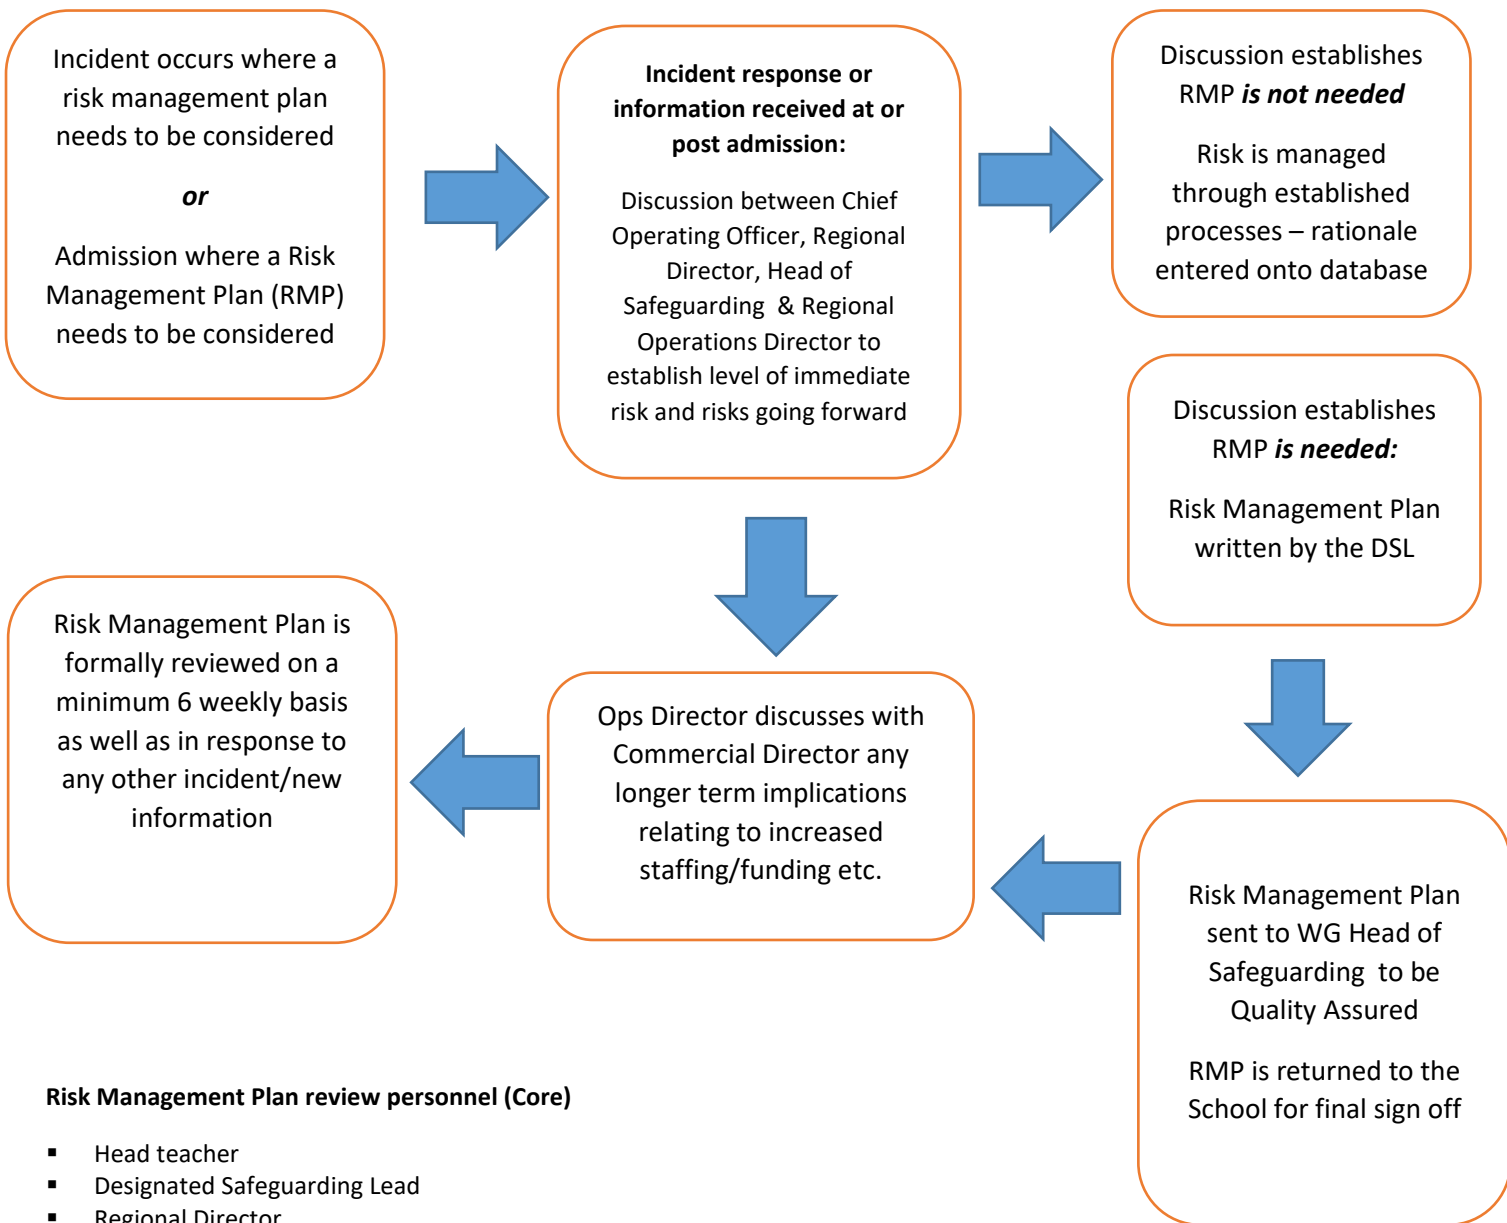 Incident occurs where a
risk management plan
needs to be considered
or
Admission where a Risk
Management Plan (RMP)
needs to be considered
Incident response or
information received at or
post admission:
Discussion between Chief
Operating Officer, Regional
Director, Head of
Safeguarding & Regional
Operations Director to
establish level of immediate
risk and risks going forward
Discussion establishes
RMP is not needed
Risk is managed
through established
processes – rationale
entered onto database
Discussion establishes
RMP is needed:
Risk Management Plan
written by the DSL
Risk Management Plan is
formally reviewed on a
minimum 6 weekly basis
as well as in response to
any other incident/new
information
Ops Director discusses with
Commercial Director any
longer term implications
relating to increased
staffing/funding etc.
Risk Management Plan
sent to WG Head of
Safeguarding to be
Quality Assured
RMP is returned to the
School for final sign off
Risk Management Plan review personnel (Core)
▪ Head teacher
▪ Designated Safeguarding Lead
▪ Regional Director